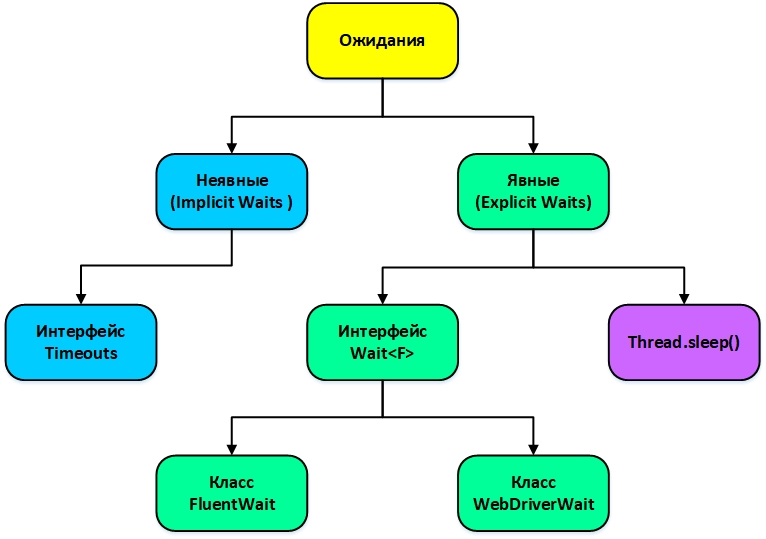 Ожидания
Неявные
(Implicit Waits )
Явные
(Explicit Waits)
Интерфейс
Timeouts
Интерфейс
Wait<F>
Thread.sleep()
Класс
FluentWait
Класс
WebDriverWait